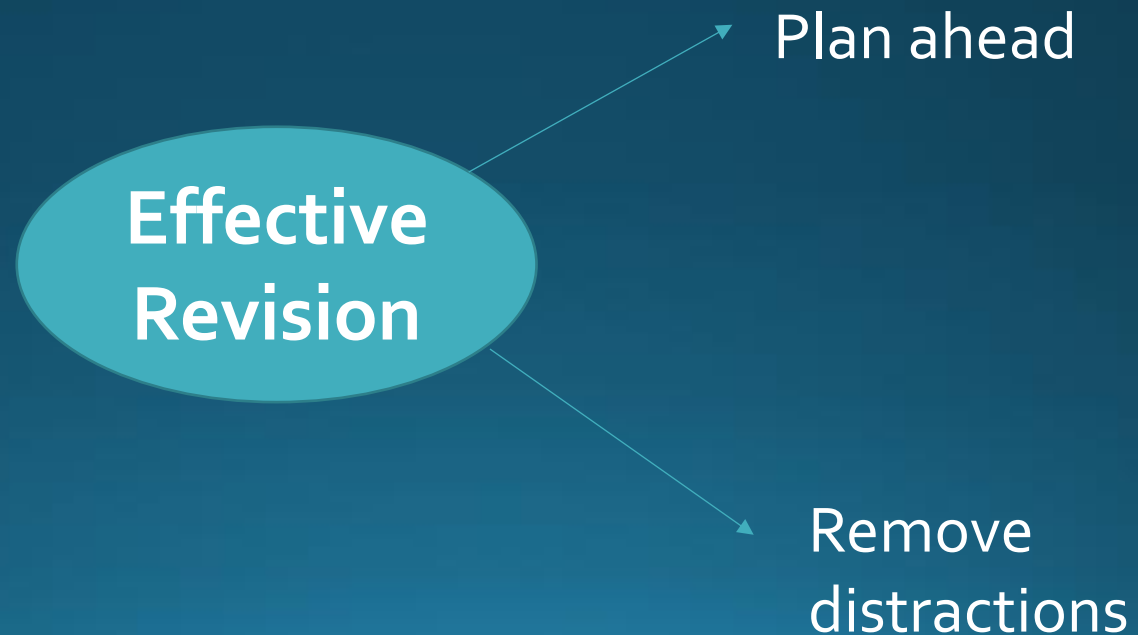 Plan ahead
Effective
Revision
Remove
distractions